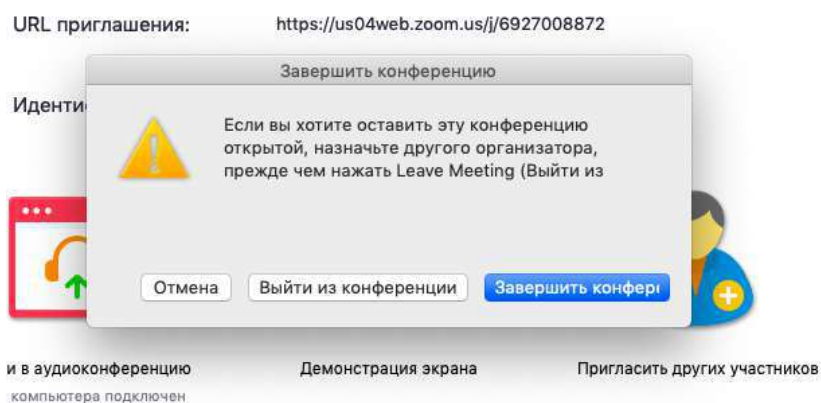 URL приглашения: https://us04web.zoom.us/j/6927008872
Завершить конференцию
Иденти
Если вы хотите оставить эту конференцию
открытой, назначьте другого организатора,
прежде чем нажать Leave Meeting (Выйти из
Отмена Выйти из конференции Завершить конфер
и в аудиоконференцию Демонстрация экрана Пригласить других участников
компьютера подключен